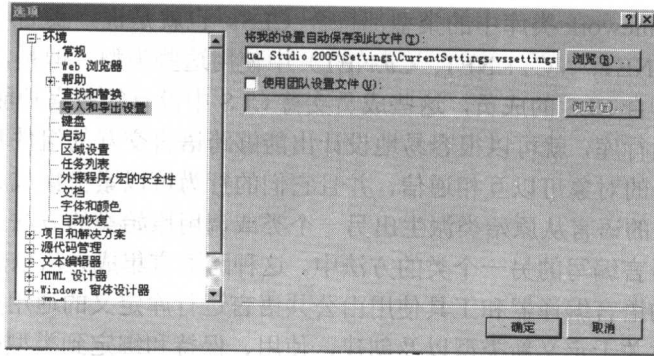 选项
环境
常规
Web 浏览器
帮助
查找和替换
导入和导出设置
键盘
启动
区域设置
任务列表
外接程序/宏的安全性
文档
字体和颜色
自动恢复
项目和解决方案
源代码管理
文本编辑器
HTML 设计器
Windows 窗体设计器
将我的设置自动保存到此文件(T):
ual Studio 2005\Settings\CurrentSettings.vssettings
浏览(R)...
使用团队设置文件(U):
浏览(W)...
确定
取消